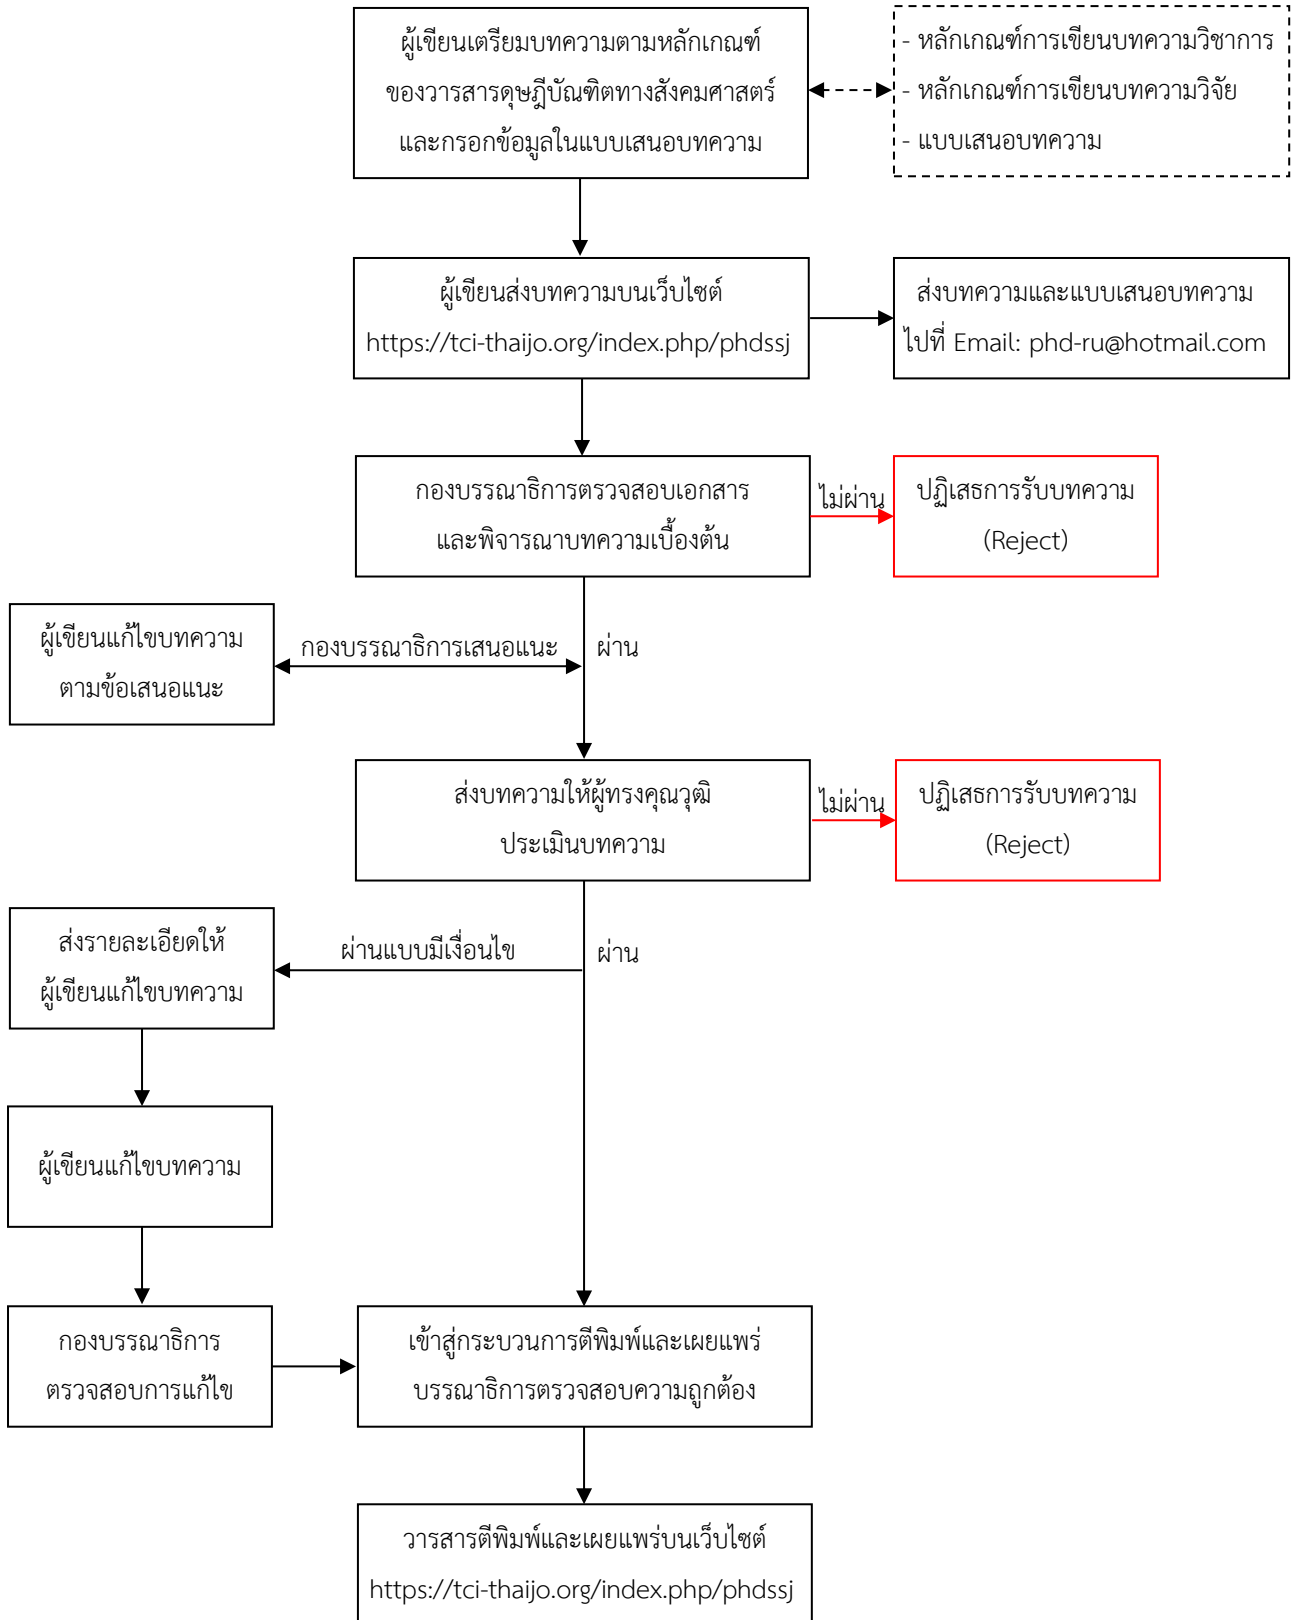 ผู้เขียนเตรียมบทความตามหลักเกณฑ์
ของวารสารดุษฎีบัณฑิตทางสังคมศาสตร์
และกรอกข้อมูลในแบบเสนอบทความ
- หลักเกณฑ์การเขียนบทความวิชาการ
- หลักเกณฑ์การเขียนบทความวิจัย
- แบบเสนอบทความ
ผู้เขียนส่งบทความบนเว็บไซต์
https://tci-thaijo.org/index.php/phdssj
ส่งบทความและแบบเสนอบทความ
ไปที่ Email: phd-ru@hotmail.com
กองบรรณาธิการตรวจสอบเอกสาร
และพิจารณาบทความเบื้องต้น
ไม่ผ่าน
ปฏิเสธการรับบทความ
(Reject)
ผู้เขียนแก้ไขบทความ
ตามข้อเสนอแนะ
กองบรรณาธิการเสนอแนะ
ผ่าน
ส่งบทความให้ผู้ทรงคุณวุฒิ
ประเมินบทความ
ไม่ผ่าน
ปฏิเสธการรับบทความ
(Reject)
ส่งรายละเอียดให้
ผู้เขียนแก้ไขบทความ
ผ่านแบบมีเงื่อนไข
ผ่าน
ผู้เขียนแก้ไขบทความ
กองบรรณาธิการ
ตรวจสอบการแก้ไข
เข้าสู่กระบวนการตีพิมพ์และเผยแพร่
บรรณาธิการตรวจสอบความถูกต้อง
วารสารตีพิมพ์และเผยแพร่บนเว็บไซต์
https://tci-thaijo.org/index.php/phdssj